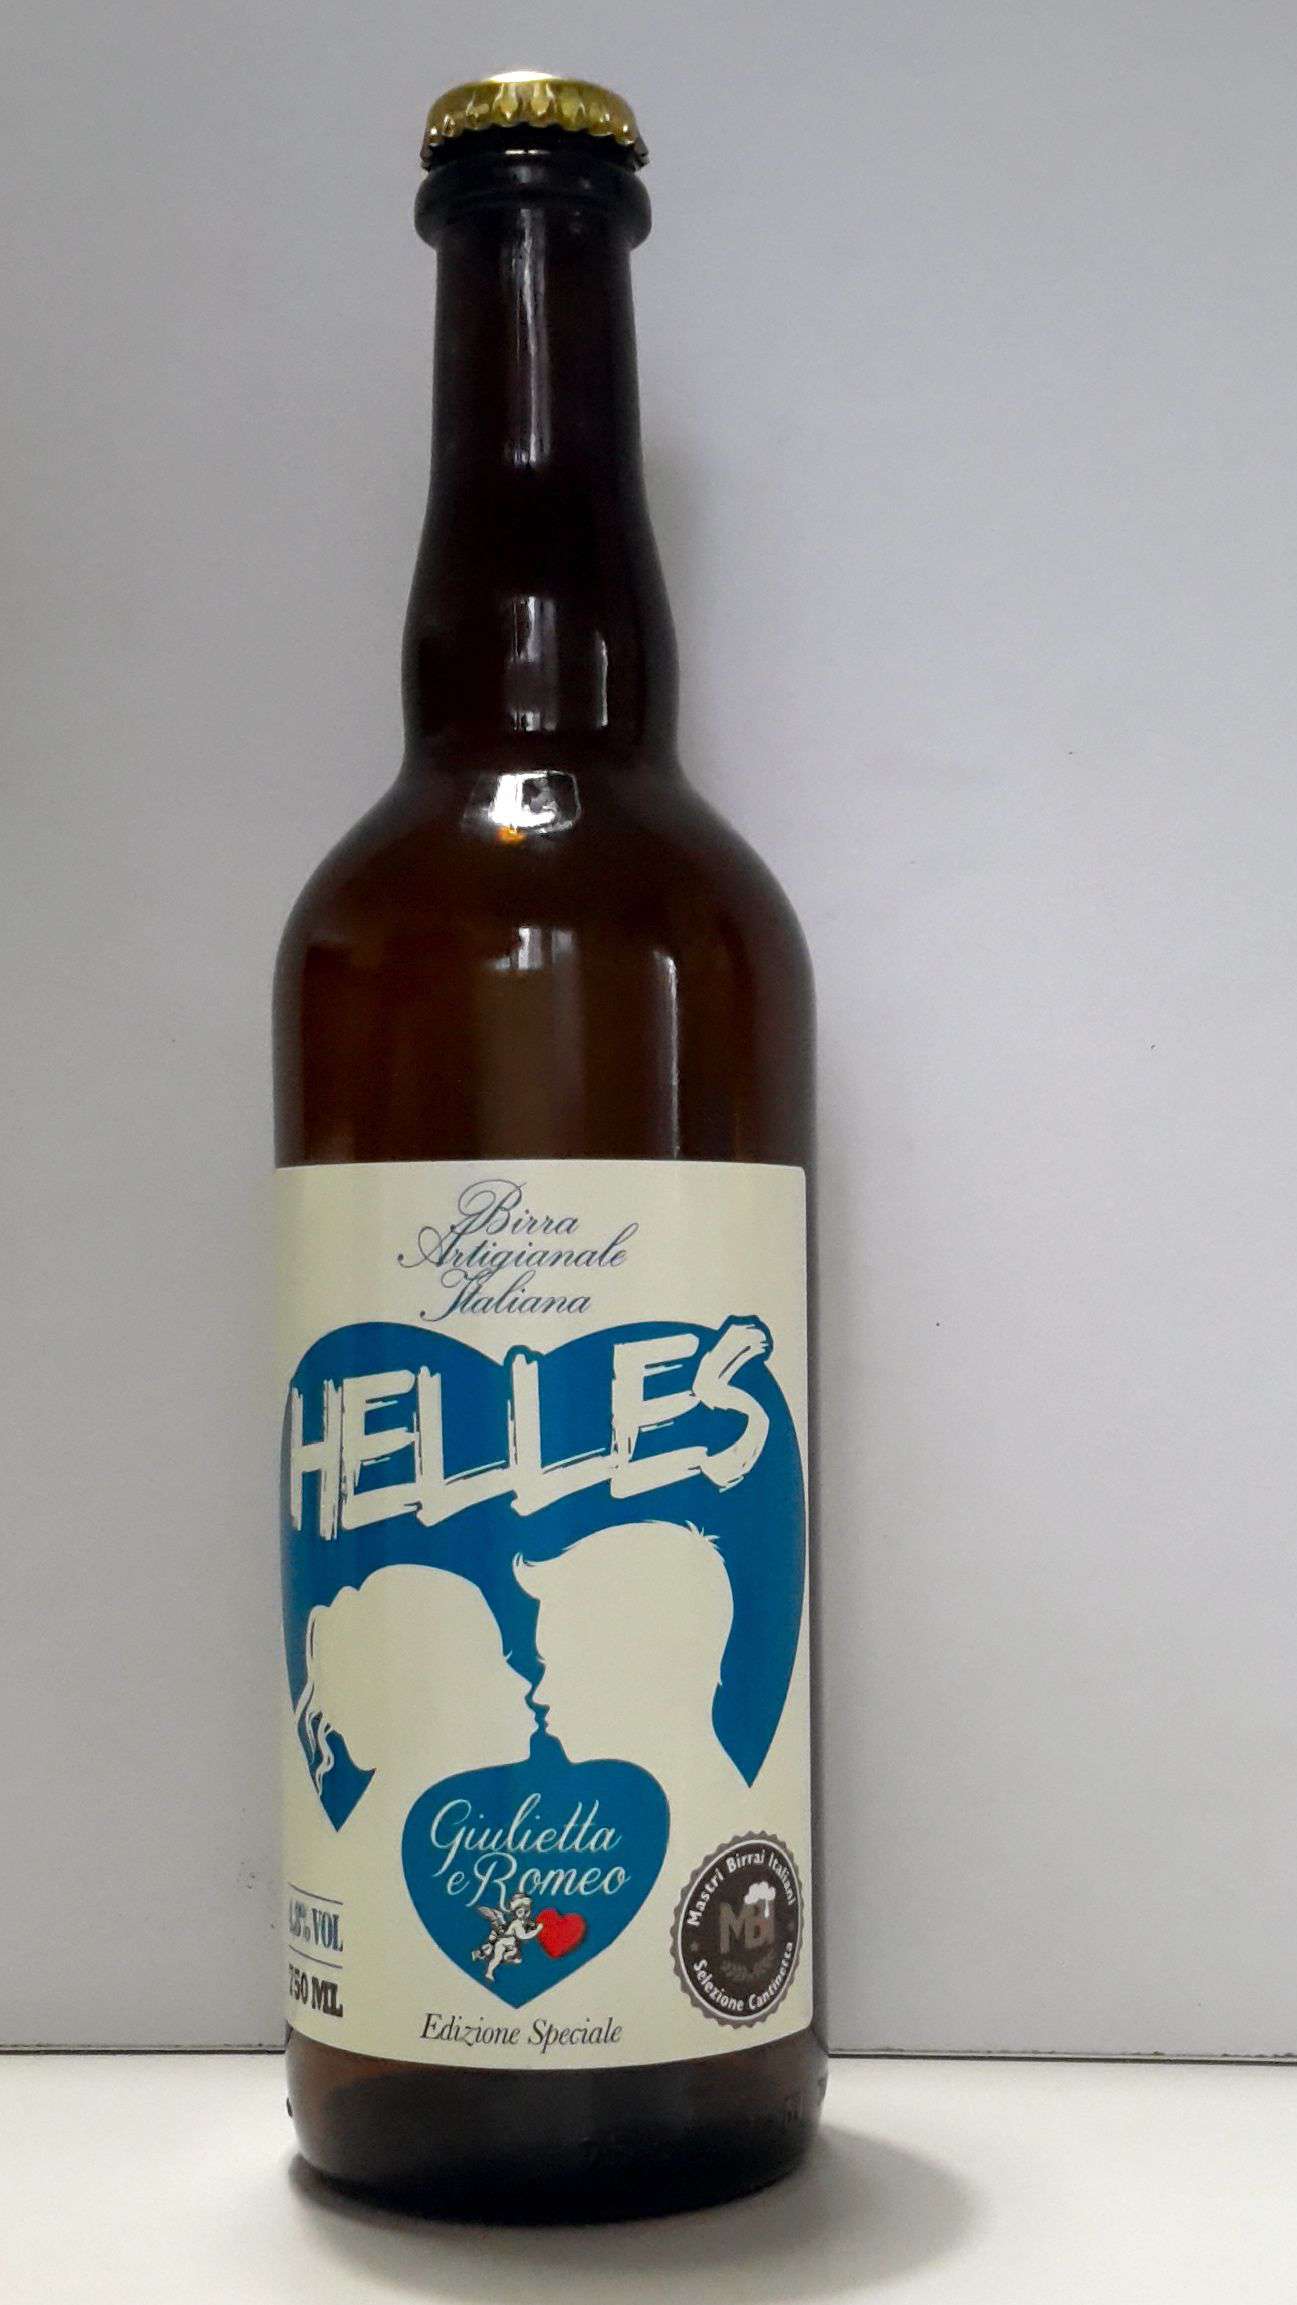 Birra
Artigianale
Italiana
HELLES
Giulietta
e Romeo
VOL
750 ML
Edizione Speciale
Mastri Birrai Italiani
MBI
Selezione Cantinetta